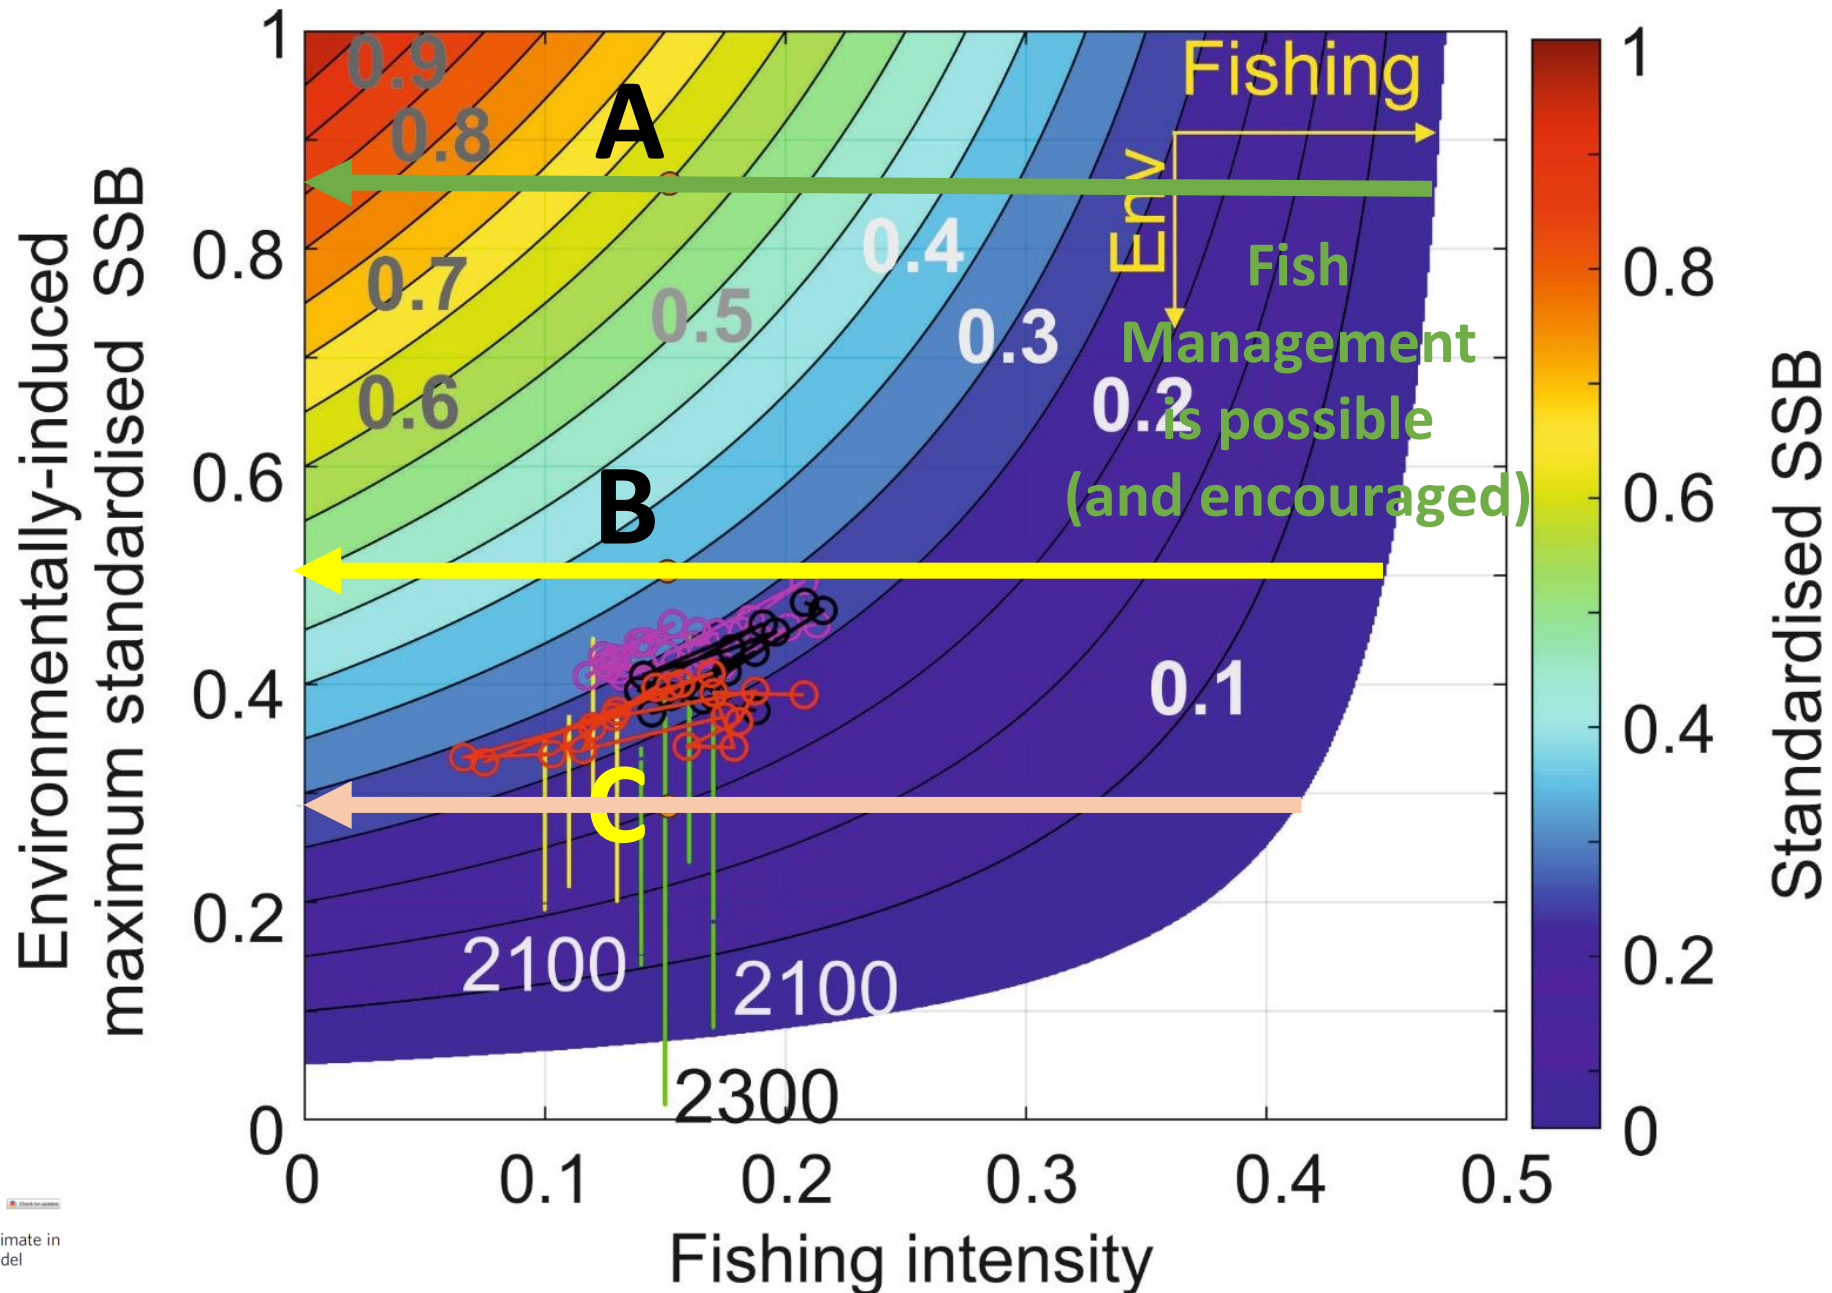 Environmentally-induced
maximum standardised SSB
1
0.8
0.6
0.4
0.2
0
0
0.1
0.2
0.3
0.4
0.5
Fishing intensity
0.9
0.8
0.7
0.6
0.5
0.4
0.3
0.2
0.1
A
B
C
Fishing
Env
Fish
Management
is possible
(and encouraged)
2100
2100
2300
1
0.8
0.6
0.4
0.2
0
Standardised SSB
Check for updates
imate in
del